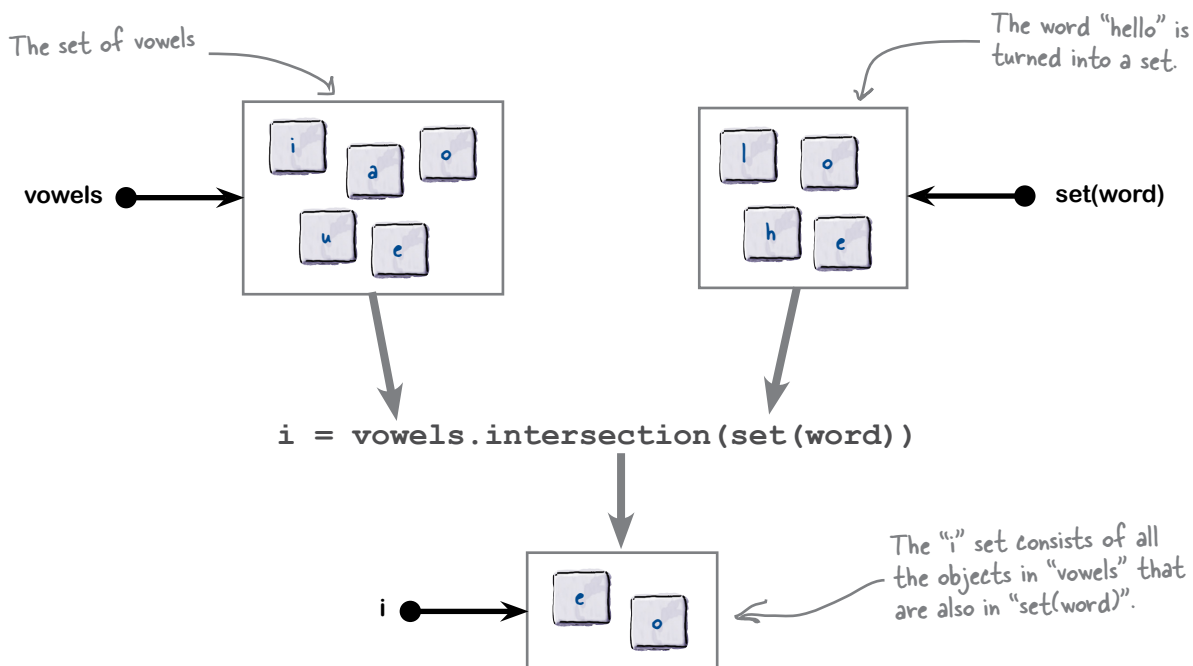 The set of vowels
The word “hello” is
turned into a set.
i
a
o
u
e
l
o
h
e
vowels
set(word)
i = vowels.intersection(set(word))
The “i” set consists of all
the objects in “vowels” that
are also in “set(word)”.
i
e
o